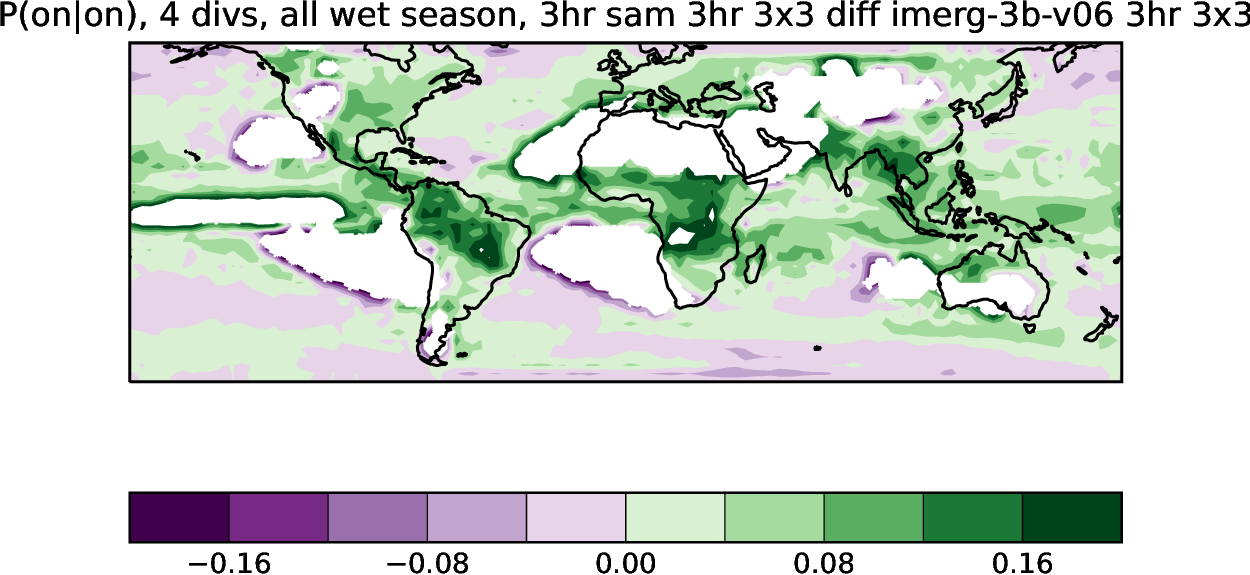 P(on|on), 4 divs, all wet season, 3hr sam 3hr 3x3 diff imerg-3b-v06 3hr 3x3
−0.16 −0.08 0.00 0.08 0.16